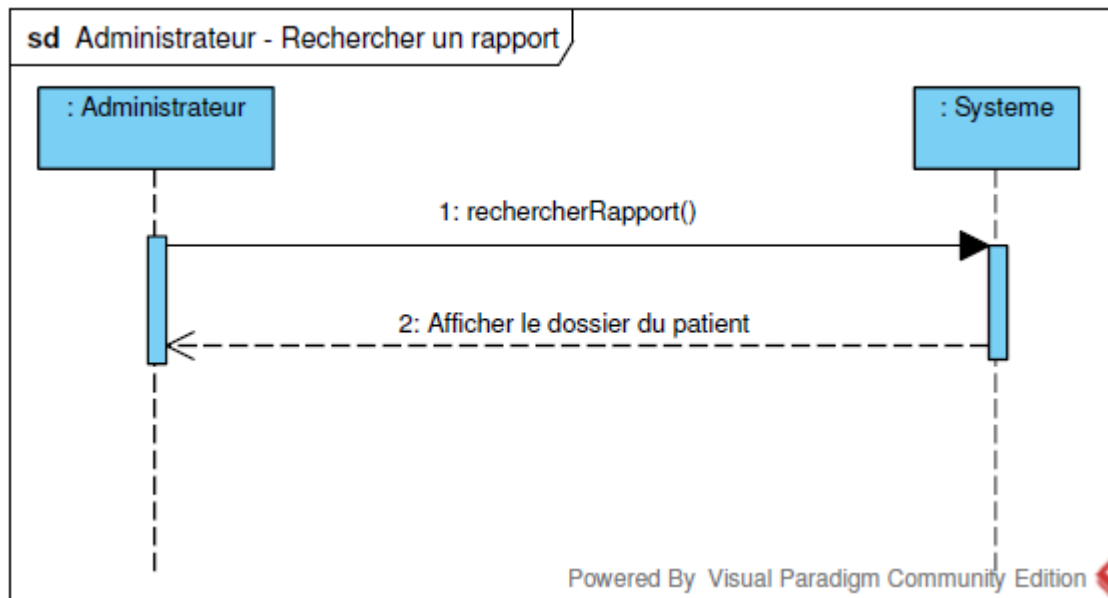 sd Administrateur - Rechercher un rapport
: Administrateur
: Systeme
1: rechercherRapport()
2: Afficher le dossier du patient
Powered By Visual Paradigm Community Edition